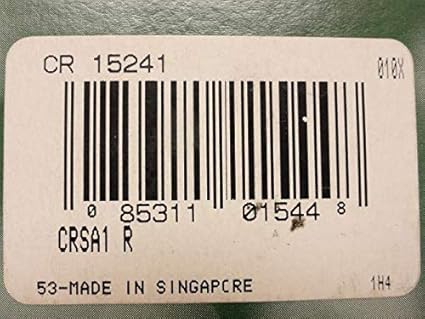 CR 15241
010X
0 85311 01544 8
CRSA1 R
53-MADE IN SINGAPCRE
1H4